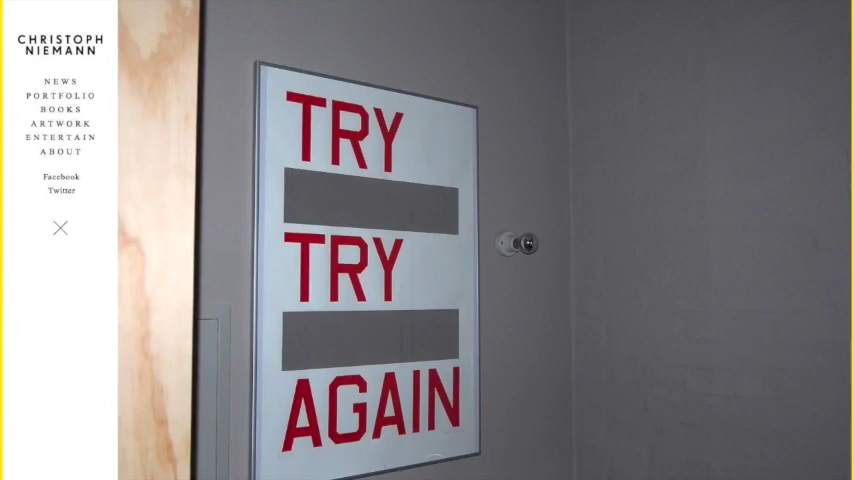 CHRISTOPH
NIEMANN
NEWS
PORTFOLIO
BOOKS
ARTWORK
ENTERTAIN
ABOUT
Facebook
Twitter
TRY
TRY
AGAIN